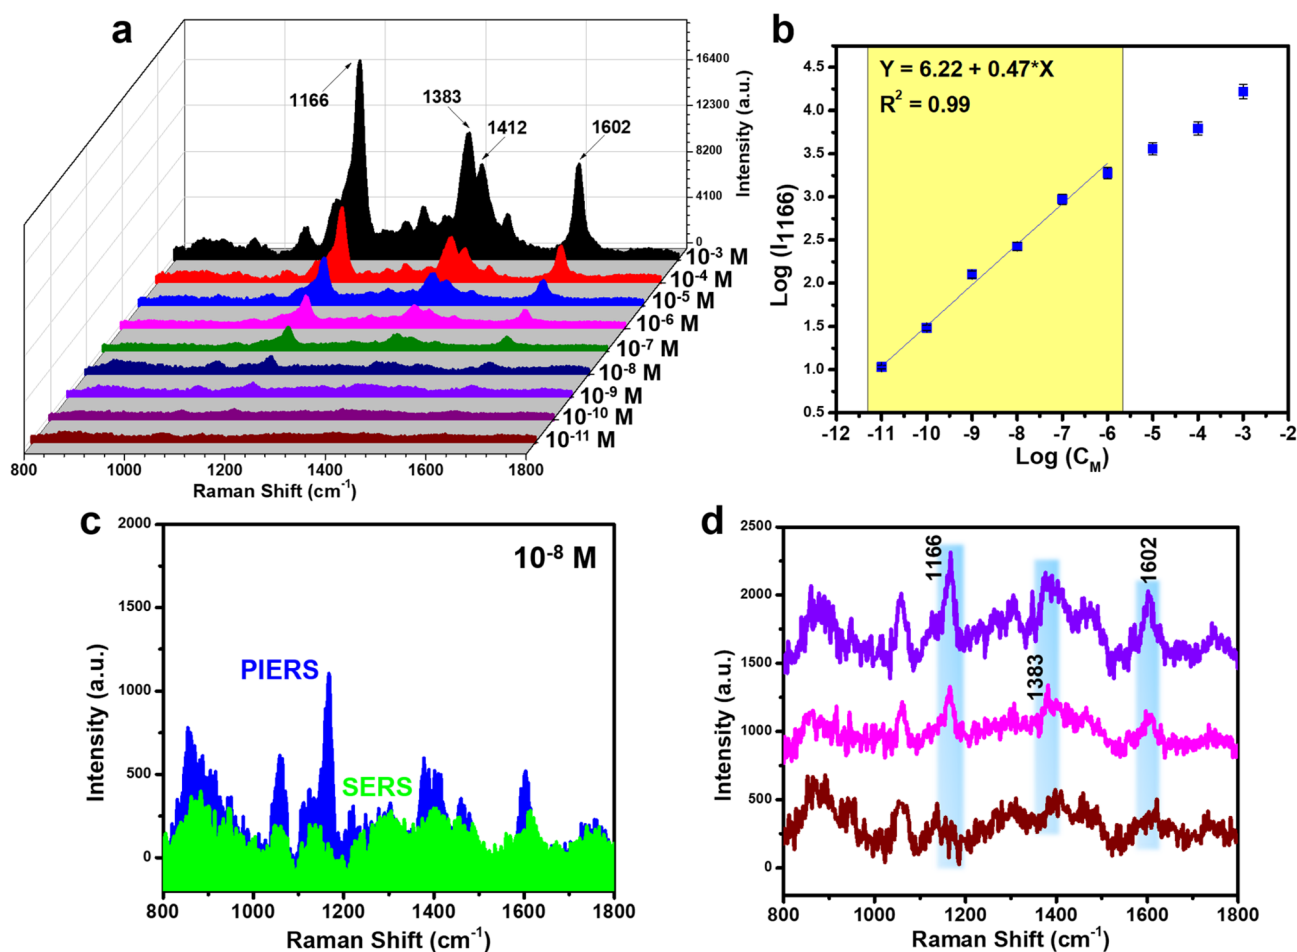 a
1166
1383
1412
1602
16400
12300
8200
4100
0
Intensity (a.u.)
10-3 M
10-4 M
10-5 M
10-6 M
10-7 M
10-8 M
10-9 M
10-10 M
10-11 M
800
1000
1200
1400
1600
1800
Raman Shift (cm-1)
b
Y = 6.22 + 0.47*X
R2 = 0.99
4.5
4.0
3.5
3.0
2.5
2.0
1.5
1.0
0.5
Log (I1166)
-12 -11 -10 -9 -8 -7 -6 -5 -4 -3 -2
Log (CM)
c
10-8 M
PIERS
SERS
2000
1500
1000
500
0
Intensity (a.u.)
800 1000 1200 1400 1600 1800
Raman Shift (cm-1)
d
1166
1383
1602
2500
2000
1500
1000
500
0
Intensity (a.u.)
800 1000 1200 1400 1600 1800
Raman Shift (cm-1)